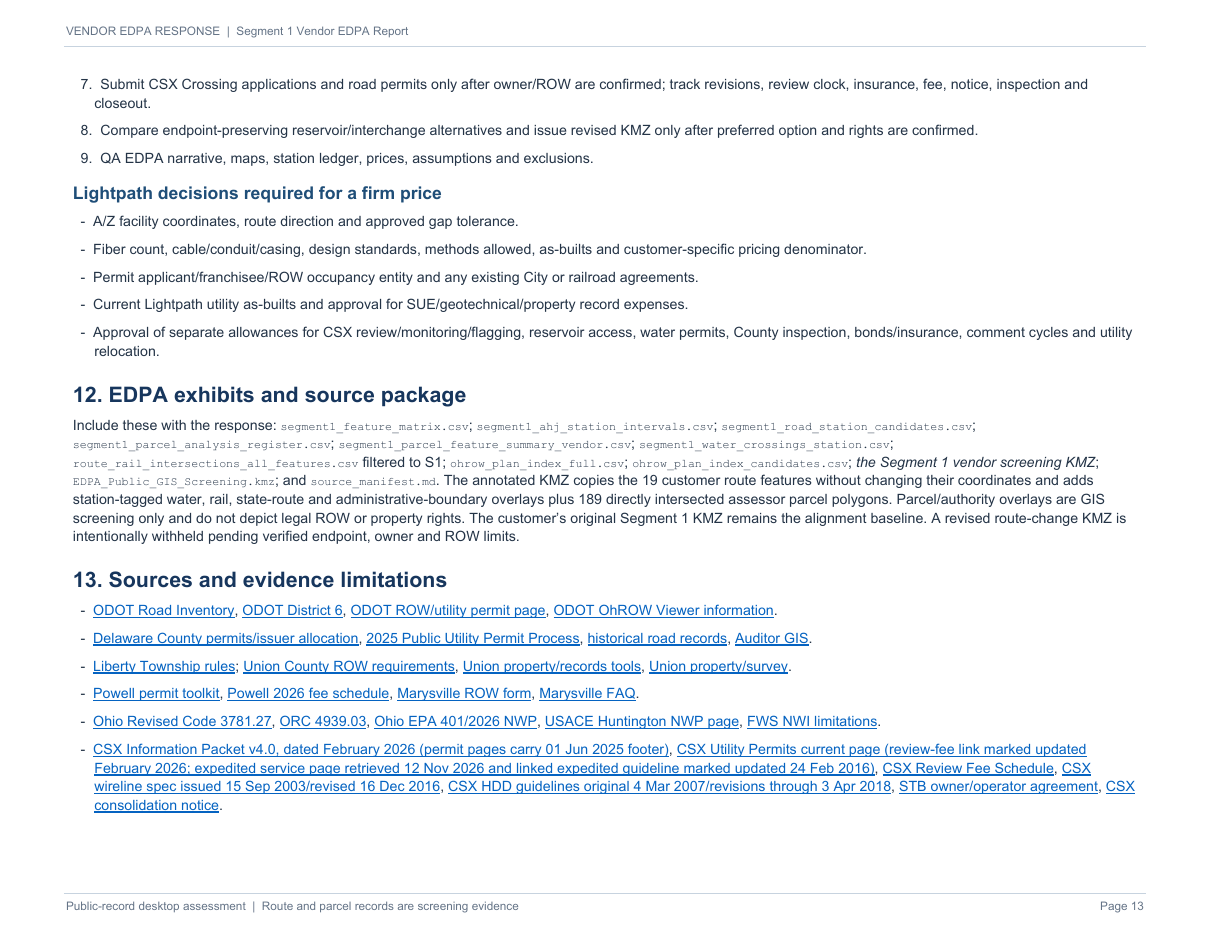 VENDOR EDPA RESPONSE | Segment 1 Vendor EDPA Report
7. Submit CSX Crossing applications and road permits only after owner/ROW are confirmed; track revisions, review clock, insurance, fee, notice, inspection and
closeout.
8. Compare endpoint-preserving reservoir/interchange alternatives and issue revised KMZ only after preferred option and rights are confirmed.
9. QA EDPA narrative, maps, station ledger, prices, assumptions and exclusions.
Lightpath decisions required for a firm price
- A/Z facility coordinates, route direction and approved gap tolerance.
- Fiber count, cable/conduit/casing, design standards, methods allowed, as-builts and customer-specific pricing denominator.
- Permit applicant/franchisee/ROW occupancy entity and any existing City or railroad agreements.
- Current Lightpath utility as-builts and approval for SUE/geotechnical/property record expenses.
- Approval of separate allowances for CSX review/monitoring/flagging, reservoir access, water permits, County inspection, bonds/insurance, comment cycles and utility
relocation.
12. EDPA exhibits and source package
Include these with the response: segment1_feature_matrix.csv; segment1_ahj_station_intervals.csv; segment1_road_station_candidates.csv;
segment1_parcel_analysis_register.csv; segment1_parcel_feature_summary_vendor.csv; segment1_water_crossings_station.csv;
route_rail_intersections_all_features.csv filtered to S1; ohrow_plan_index_full.csv; ohrow_plan_index_candidates.csv; the Segment 1 vendor screening KMZ;
EDPA_Public_GIS_Screening.kmz; and source_manifest.md. The annotated KMZ copies the 19 customer route features without changing their coordinates and adds
station-tagged water, rail, state-route and administrative-boundary overlays plus 189 directly intersected assessor parcel polygons. Parcel/authority overlays are GIS
screening only and do not depict legal ROW or property rights. The customer's original Segment 1 KMZ remains the alignment baseline. A revised route-change KMZ is
intentionally withheld pending verified endpoint, owner and ROW limits.
13. Sources and evidence limitations
- ODOT Road Inventory, ODOT District 6, ODOT ROW/utility permit page, ODOT OhROW Viewer information.
- Delaware County permits/issuer allocation, 2025 Public Utility Permit Process, historical road records, Auditor GIS.
- Liberty Township rules; Union County ROW requirements, Union property/records tools, Union property/survey.
- Powell permit toolkit, Powell 2026 fee schedule, Marysville ROW form, Marysville FAQ.
- Ohio Revised Code 3781.27, ORC 4939.03, Ohio EPA 401/2026 NWP, USACE Huntington NWP page, FWS NWI limitations.
- CSX Information Packet v4.0, dated February 2026 (permit pages carry 01 Jun 2025 footer), CSX Utility Permits current page (review-fee link marked updated
February 2026; expedited service page retrieved 12 Nov 2026 and linked expedited guideline marked updated 24 Feb 2016), CSX Review Fee Schedule, CSX
wireline spec issued 15 Sep 2003/revised 16 Dec 2016, CSX HDD guidelines original 4 Mar 2007/revisions through 3 Apr 2018, STB owner/operator agreement, CSX
consolidation notice.
Public-record desktop assessment | Route and parcel records are screening evidence
Page 13